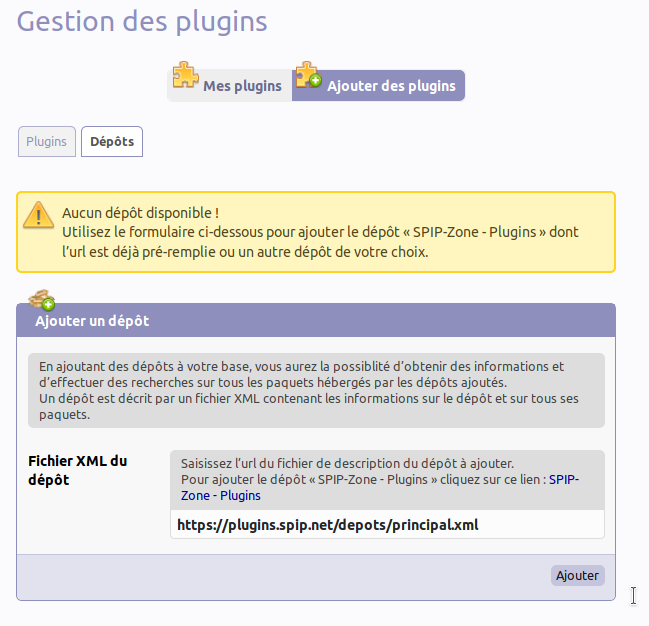 Gestion des plugins
Mes plugins
Ajouter des plugins
Plugins
Dépôts
Aucun dépôt disponible !
Utilisez le formulaire ci-dessous pour ajouter le dépôt « SPIP-Zone - Plugins » dont
l'url est déjà pré-remplie ou un autre dépôt de votre choix.
Ajouter un dépôt
En ajoutant des dépôts à votre base, vous aurez la possiblité d'obtenir des informations et
d'effectuer des recherches sur tous les paquets hébergés par les dépôts ajoutés.
Un dépôt est décrit par un fichier XML contenant les informations sur le dépôt et sur tous ses
paquets.
Fichier XML du
dépôt
Saisissez l'url du fichier de description du dépôt à ajouter.
Pour ajouter le dépôt « SPIP-Zone - Plugins » cliquez sur ce lien : SPIP-
Zone - Plugins
https://plugins.spip.net/depots/principal.xml
Ajouter